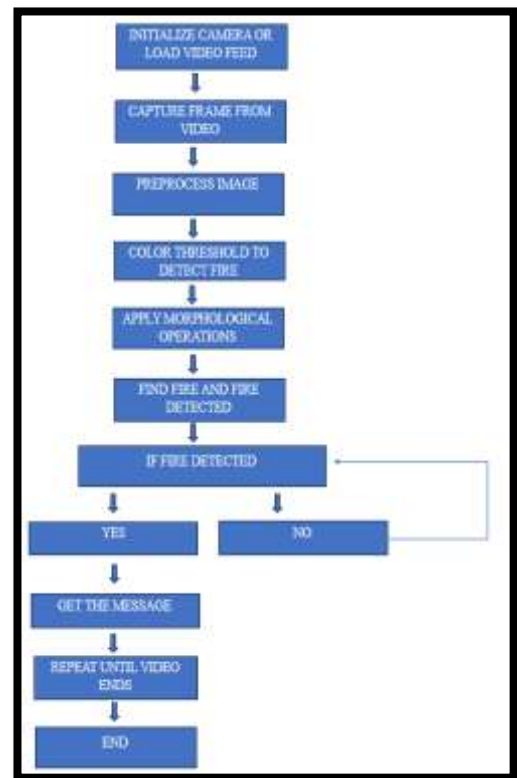 INITIALIZE CAMERA OR
LOAD VIDEO FEED
CAPTURE FRAME FROM
VIDEO
PREPROCESS IMAGE
COLOR THRESHOLD TO
DETECT FIRE
APPLY MORPHOLOGICAL
OPERATIONS
FIND FIRE AND FIRE
DETECTED
IF FIRE DETECTED
YES
NO
GET THE MESSAGE
REPEAT UNTIL VIDEO
ENDS
END